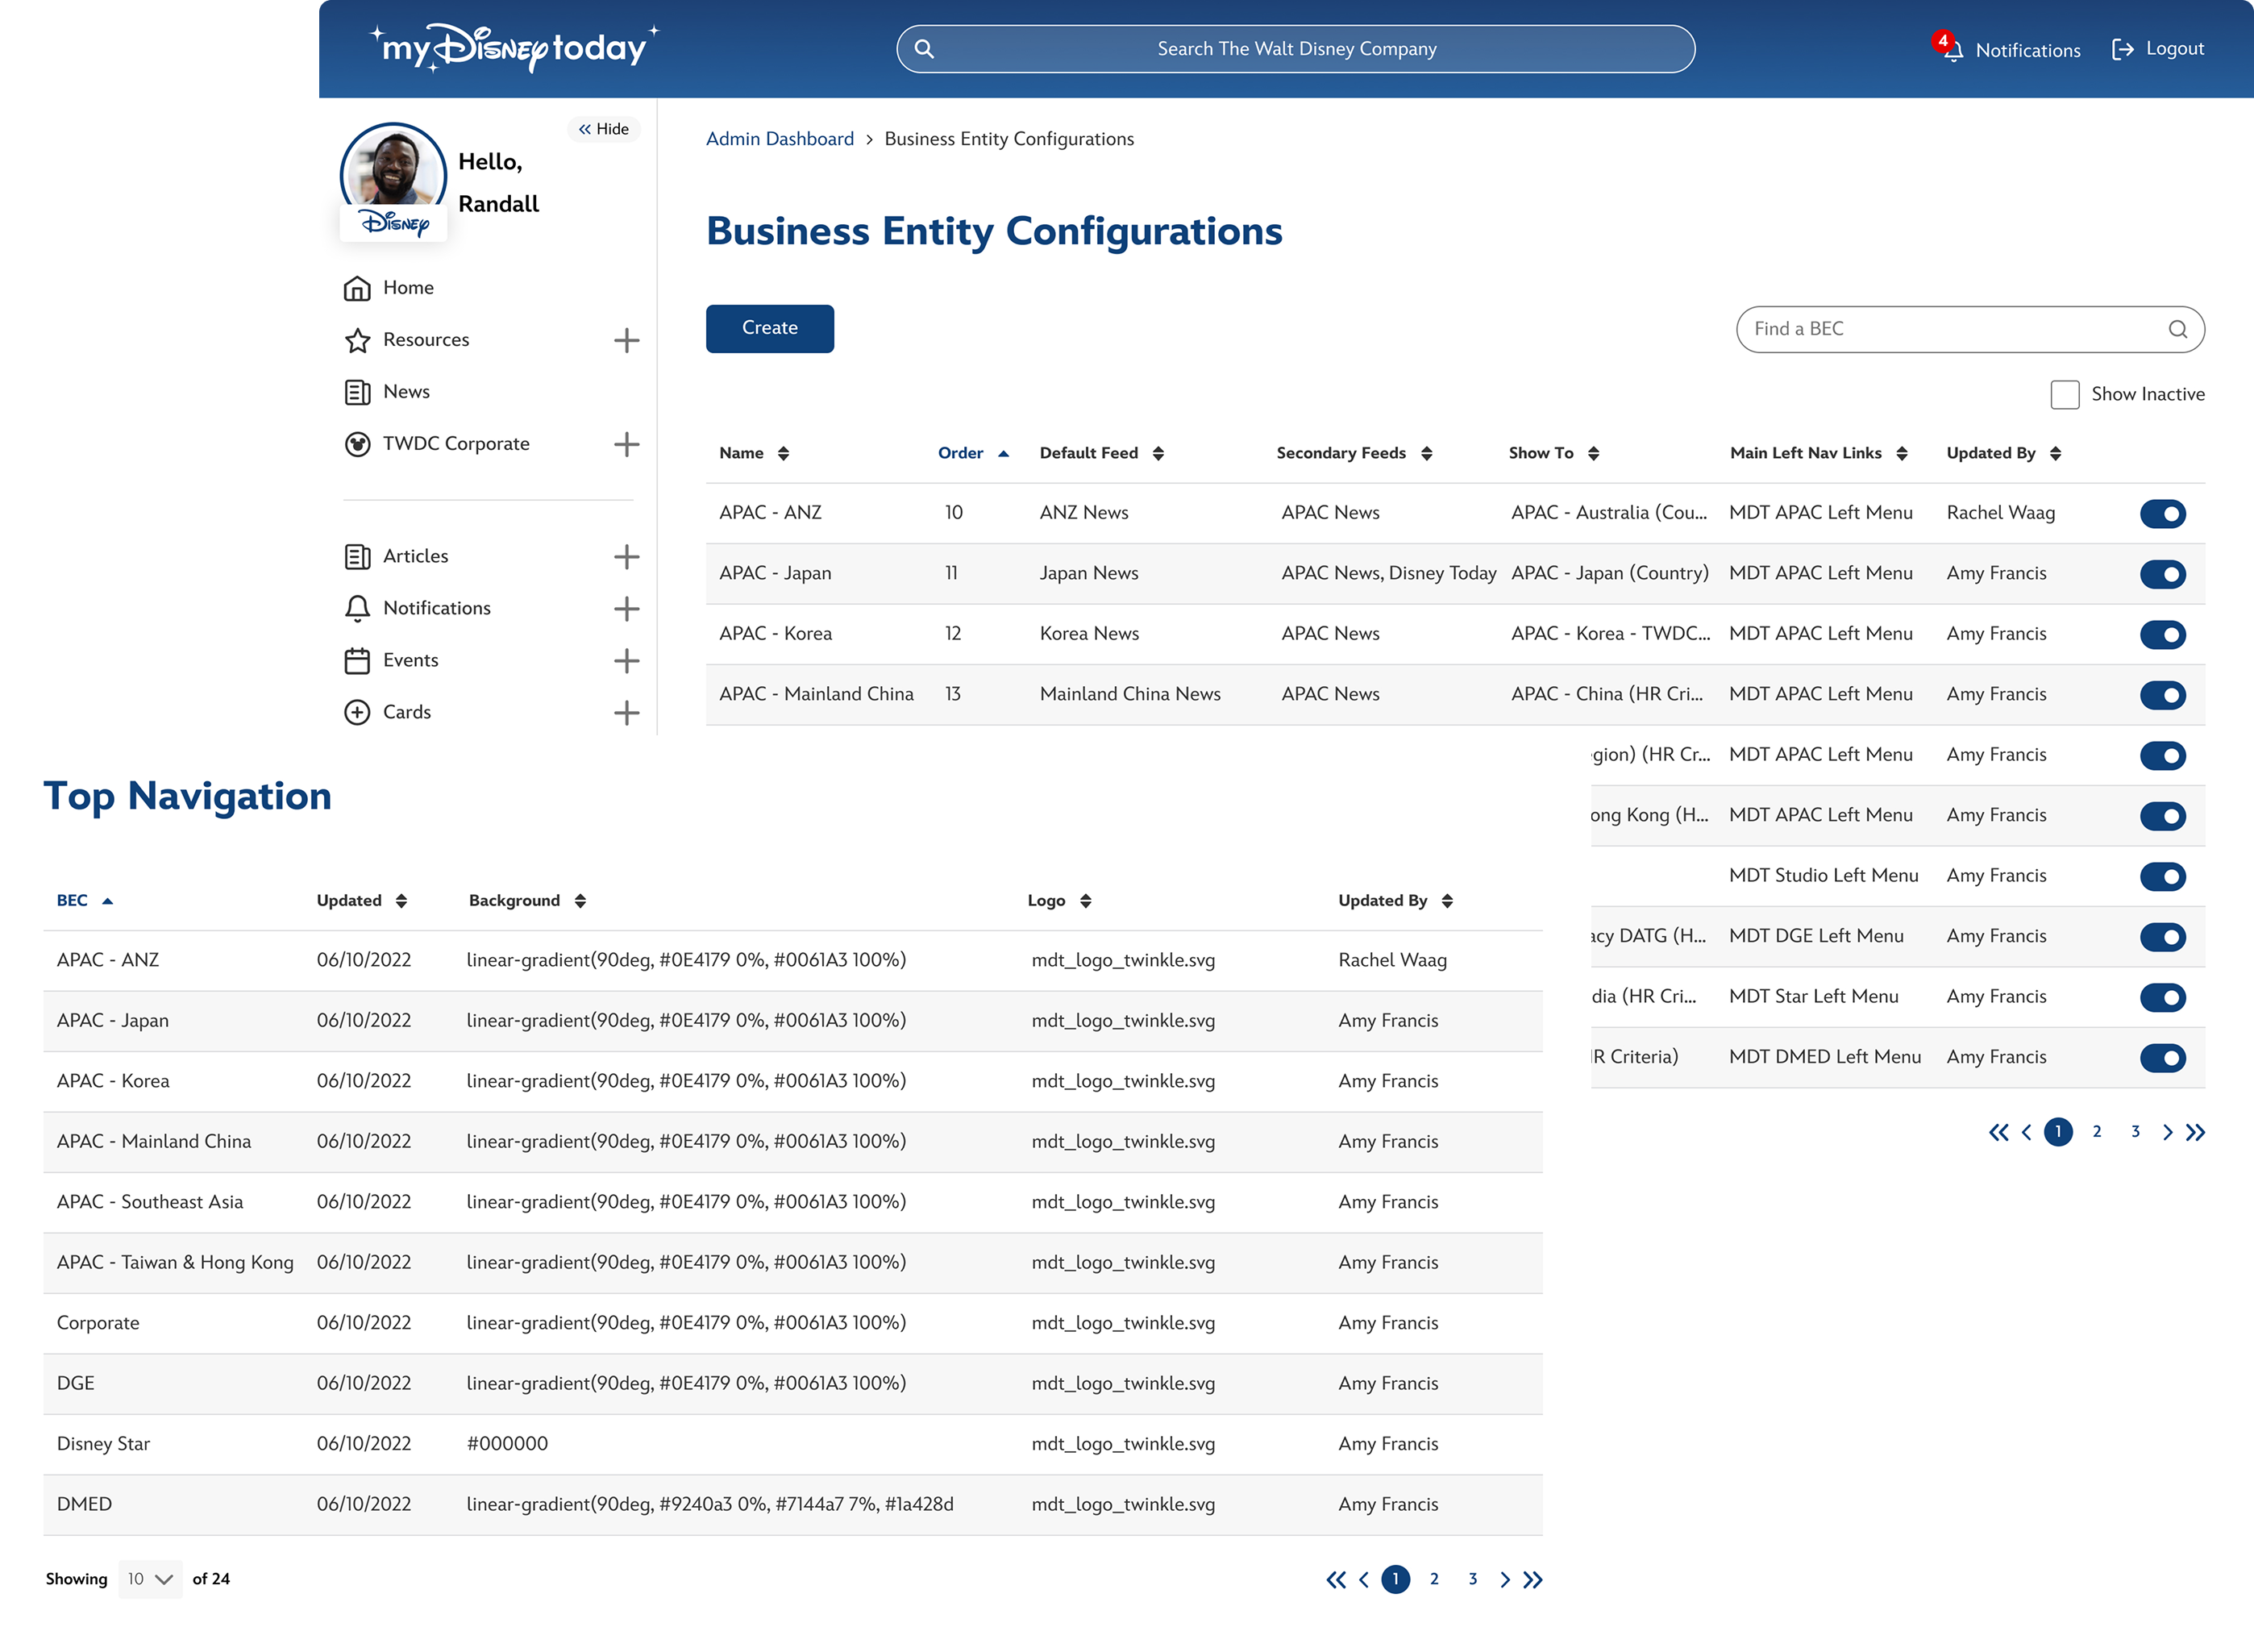 my Disney today
Search The Walt Disney Company
4 Notifications
Logout
Hide
Hello,
Randall
Disney
Home
Resources
News
TWDC Corporate
Articles
Notifications
Events
Cards
Admin Dashboard > Business Entity Configurations
Business Entity Configurations
Create
Find a BEC
Show Inactive
Name Order Default Feed Secondary Feeds Show To Main Left Nav Links Updated By
APAC - ANZ 10 ANZ News APAC News APAC - Australia (Cou... MDT APAC Left Menu Rachel Waag
APAC - Japan 11 Japan News APAC News, Disney Today APAC - Japan (Country) MDT APAC Left Menu Amy Francis
APAC - Korea 12 Korea News APAC News APAC - Korea - TWDC... MDT APAC Left Menu Amy Francis
APAC - Mainland China 13 Mainland China News APAC News APAC - China (HR Cri... MDT APAC Left Menu Amy Francis
(HR Cr... MDT APAC Left Menu Amy Francis
Kong (H... MDT APAC Left Menu Amy Francis
MDT Studio Left Menu Amy Francis
DATG (H... MDT DGE Left Menu Amy Francis
(HR Cri... MDT Star Left Menu Amy Francis
Criteria) MDT DMED Left Menu Amy Francis
1 2 3
Top Navigation
BEC Updated Background Logo Updated By
APAC - ANZ 06/10/2022 linear-gradient(90deg, #0E4179 0%, #0061A3 100%) mdt_logo_twinkle.svg Rachel Waag
APAC - Japan 06/10/2022 linear-gradient(90deg, #0E4179 0%, #0061A3 100%) mdt_logo_twinkle.svg Amy Francis
APAC - Korea 06/10/2022 linear-gradient(90deg, #0E4179 0%, #0061A3 100%) mdt_logo_twinkle.svg Amy Francis
APAC - Mainland China 06/10/2022 linear-gradient(90deg, #0E4179 0%, #0061A3 100%) mdt_logo_twinkle.svg Amy Francis
APAC - Southeast Asia 06/10/2022 linear-gradient(90deg, #0E4179 0%, #0061A3 100%) mdt_logo_twinkle.svg Amy Francis
APAC - Taiwan & Hong Kong 06/10/2022 linear-gradient(90deg, #0E4179 0%, #0061A3 100%) mdt_logo_twinkle.svg Amy Francis
Corporate 06/10/2022 linear-gradient(90deg, #0E4179 0%, #0061A3 100%) mdt_logo_twinkle.svg Amy Francis
DGE 06/10/2022 linear-gradient(90deg, #0E4179 0%, #0061A3 100%) mdt_logo_twinkle.svg Amy Francis
Disney Star 06/10/2022 #000000 mdt_logo_twinkle.svg Amy Francis
DMED 06/10/2022 linear-gradient(90deg, #9240a3 0%, #7144a7 7%, #1a428d mdt_logo_twinkle.svg Amy Francis
Showing 10 of 24
1 2 3